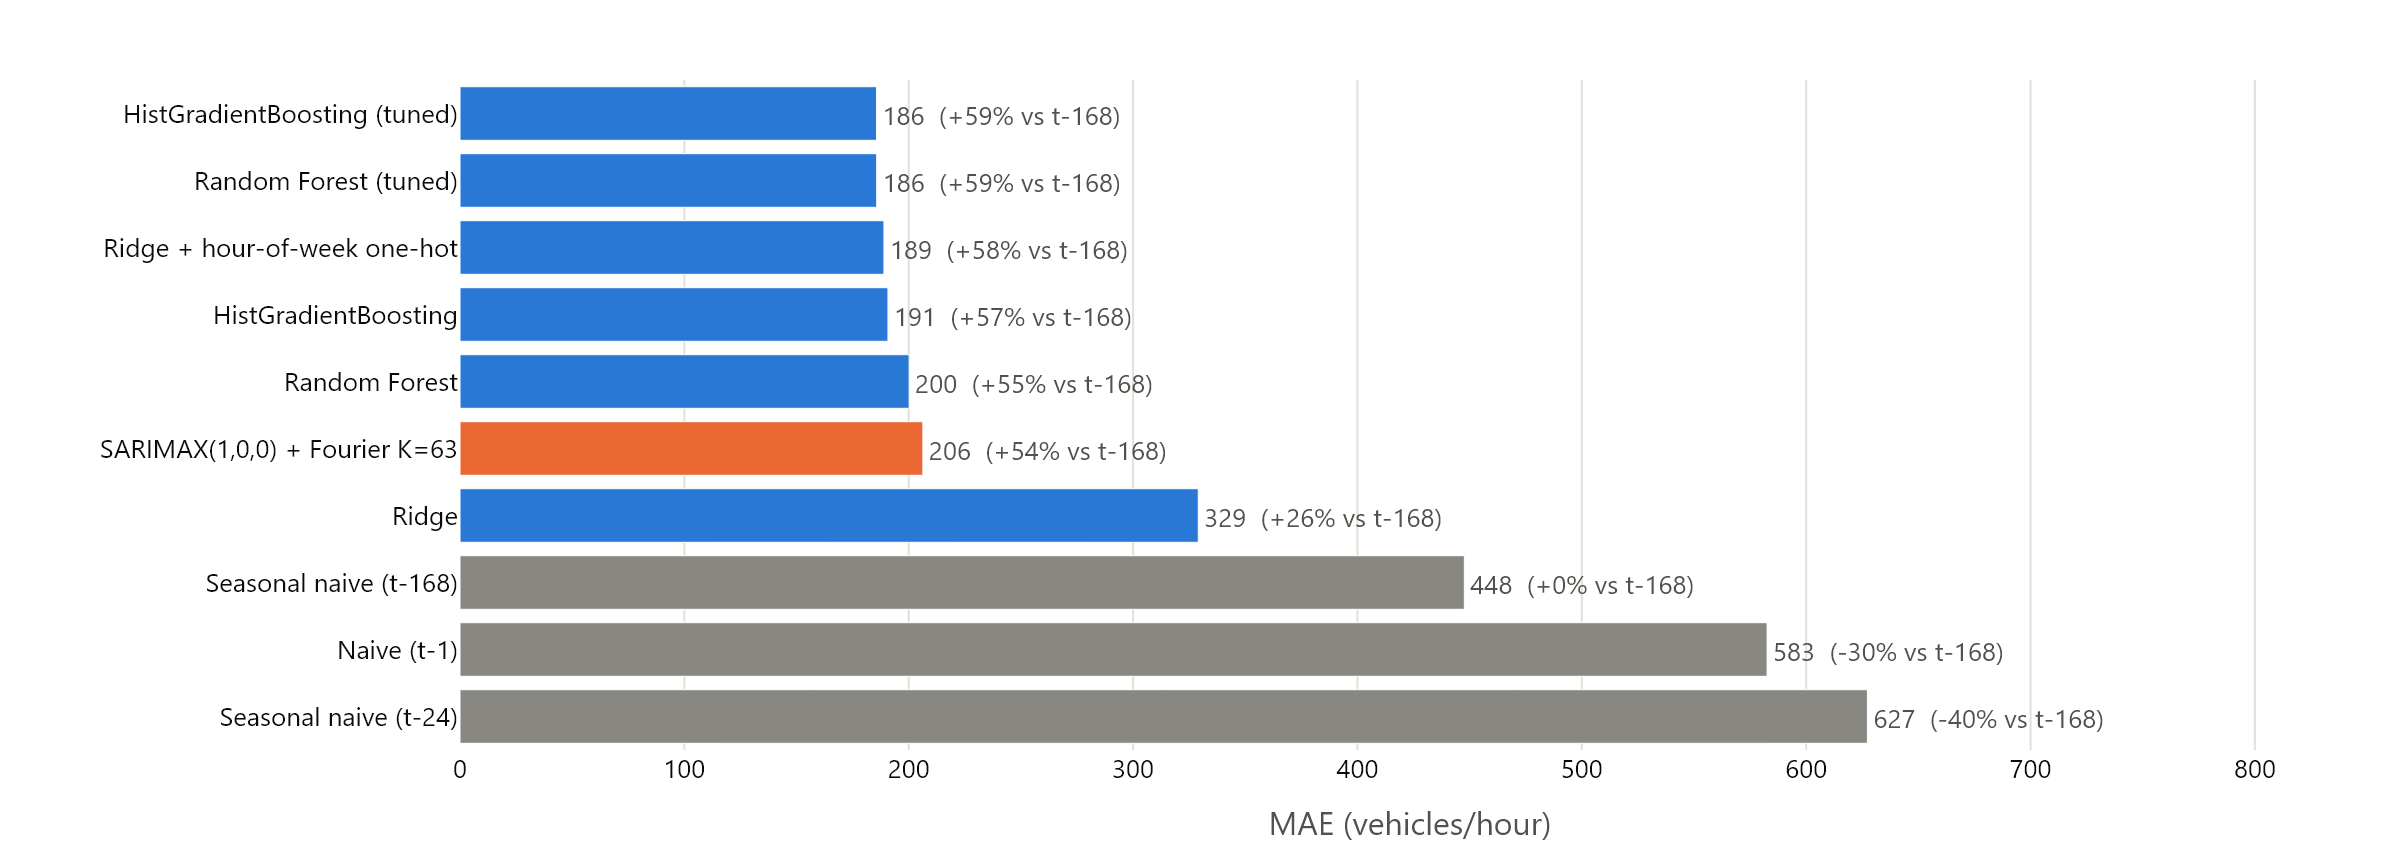 HistGradientBoosting (tuned) 186 (+59% vs t-168)
Random Forest (tuned) 186 (+59% vs t-168)
Ridge + hour-of-week one-hot 189 (+58% vs t-168)
HistGradientBoosting 191 (+57% vs t-168)
Random Forest 200 (+55% vs t-168)
SARIMAX(1,0,0) + Fourier K=63 206 (+54% vs t-168)
Ridge 329 (+26% vs t-168)
Seasonal naive (t-168) 448 (+0% vs t-168)
Naive (t-1) 583 (-30% vs t-168)
Seasonal naive (t-24) 627 (-40% vs t-168)
0 100 200 300 400 500 600 700 800
MAE (vehicles/hour)